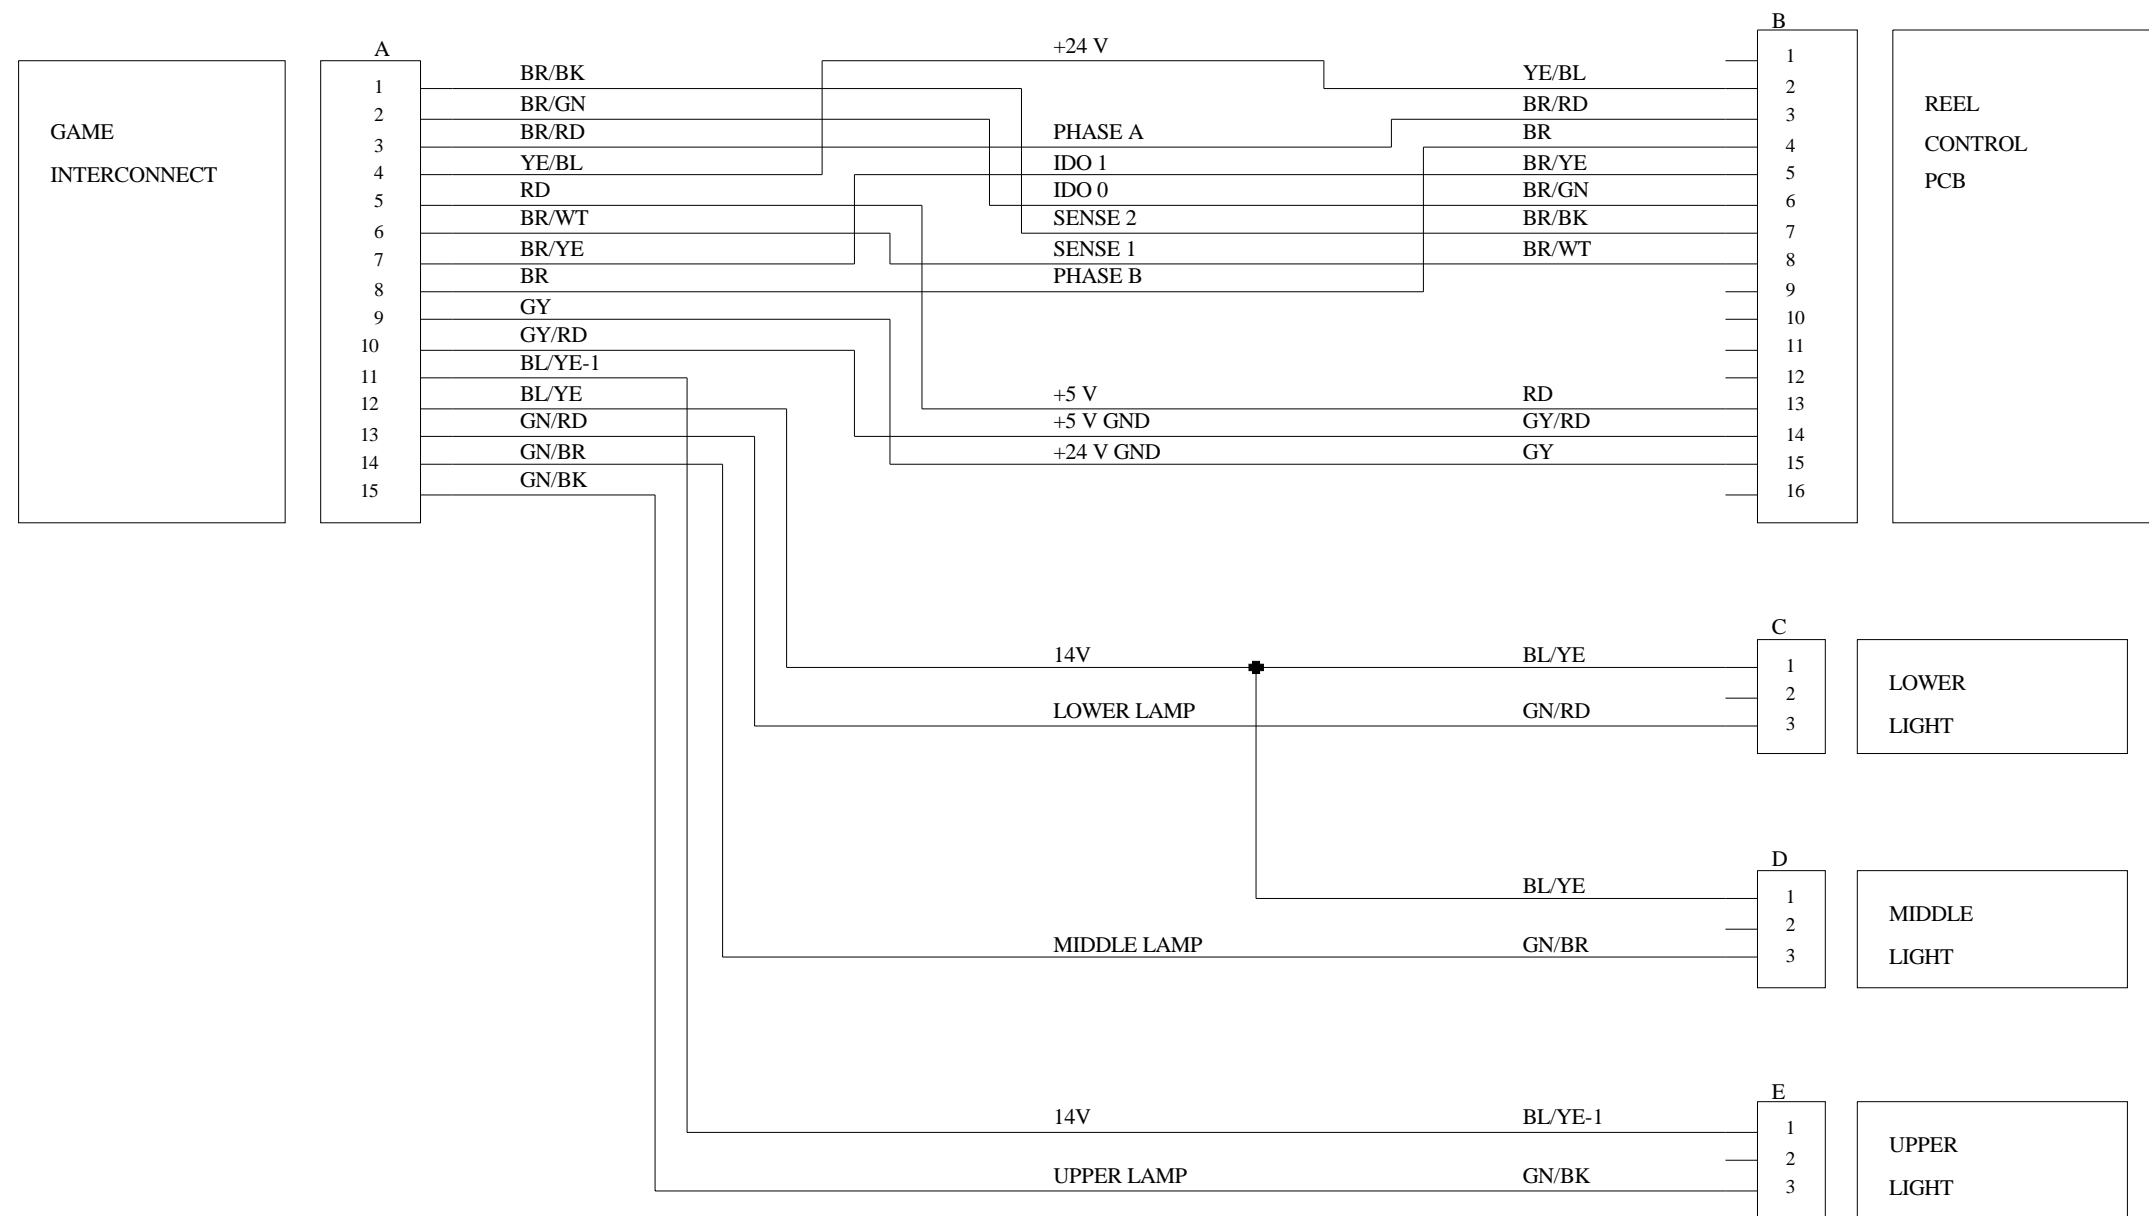 A
GAME
INTERCONNECT
1
2
3
4
5
6
7
8
9
10
11
12
13
14
15
BR/BK
BR/GN
BR/RD
YE/BL
RD
BR/WT
BR/YE
BR
GY
GY/RD
BL/YE-1
BL/YE
GN/RD
GN/BR
GN/BK
+24 V
PHASE A
IDO 1
IDO 0
SENSE 2
SENSE 1
PHASE B
+5 V
+5 V GND
+24 V GND
YE/BL
BR/RD
BR
BR/YE
BR/GN
BR/BK
BR/WT
RD
GY/RD
GY
B
1
2
3
4
5
6
7
8
9
10
11
12
13
14
15
16
REEL
CONTROL
PCB
14V
LOWER LAMP
BL/YE
GN/RD
C
1
2
3
LOWER
LIGHT
MIDDLE LAMP
BL/YE
GN/BR
D
1
2
3
MIDDLE
LIGHT
14V
UPPER LAMP
BL/YE-1
GN/BK
E
1
2
3
UPPER
LIGHT